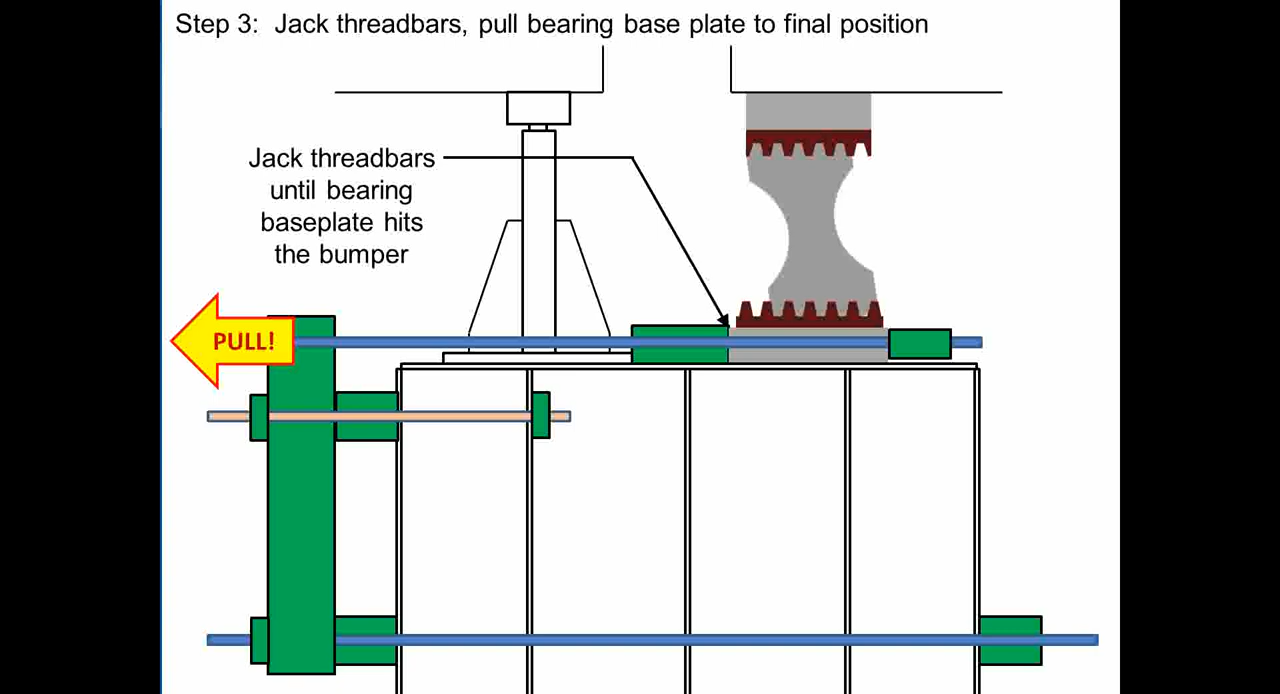 Step 3: Jack threadbars, pull bearing base plate to final position
Jack threadbars
until bearing
baseplate hits
the bumper
PULL!